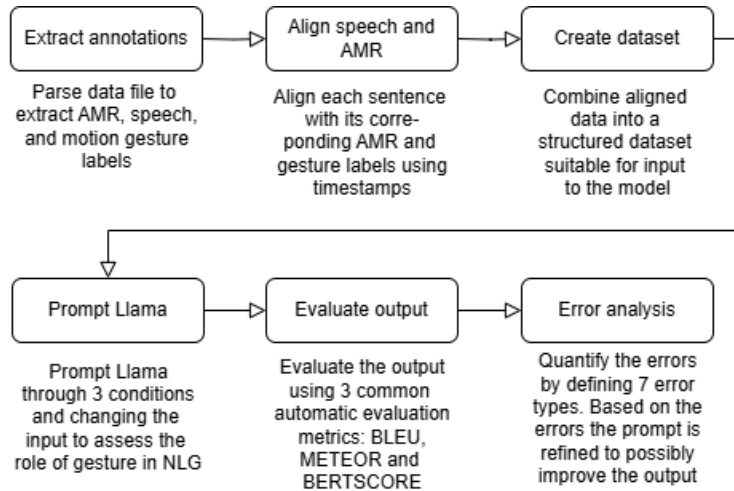 Extract annotations
Parse data file to
extract AMR, speech,
and motion gesture
labels
Align speech and
AMR
Align each sentence
with its corre-
ponding AMR and
gesture labels using
timestamps
Create dataset
Combine aligned
data into a
structured dataset
suitable for input
to the model
Prompt Llama
Prompt Llama
through 3 conditions
and changing the
input to assess the
role of gesture in NLG
Evaluate output
Evaluate the output
using 3 common
automatic evaluation
metrics: BLEU,
METEOR and
BERTSCORE
Error analysis
Quantify the errors
by defining 7 error
types. Based on the
errors the prompt is
refined to possibly
improve the output